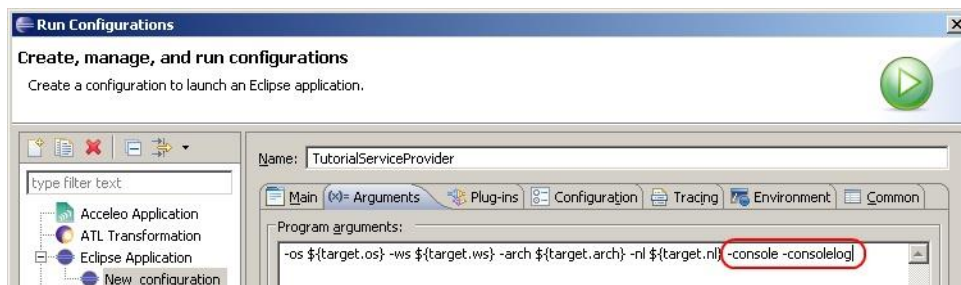 Run Configurations
Create, manage, and run configurations
Create a configuration to launch an Eclipse application.
type filter text
Acceleo Application
ATL Transformation
Eclipse Application
New_configuration
Name: TutorialServiceProvider
Main (x)= Arguments Plug-ins Configuration Tracing Environment Common
Program arguments:
-os ${target.os} -ws ${target.ws} -arch ${target.arch} -nl ${target.nl} -console -consolelog